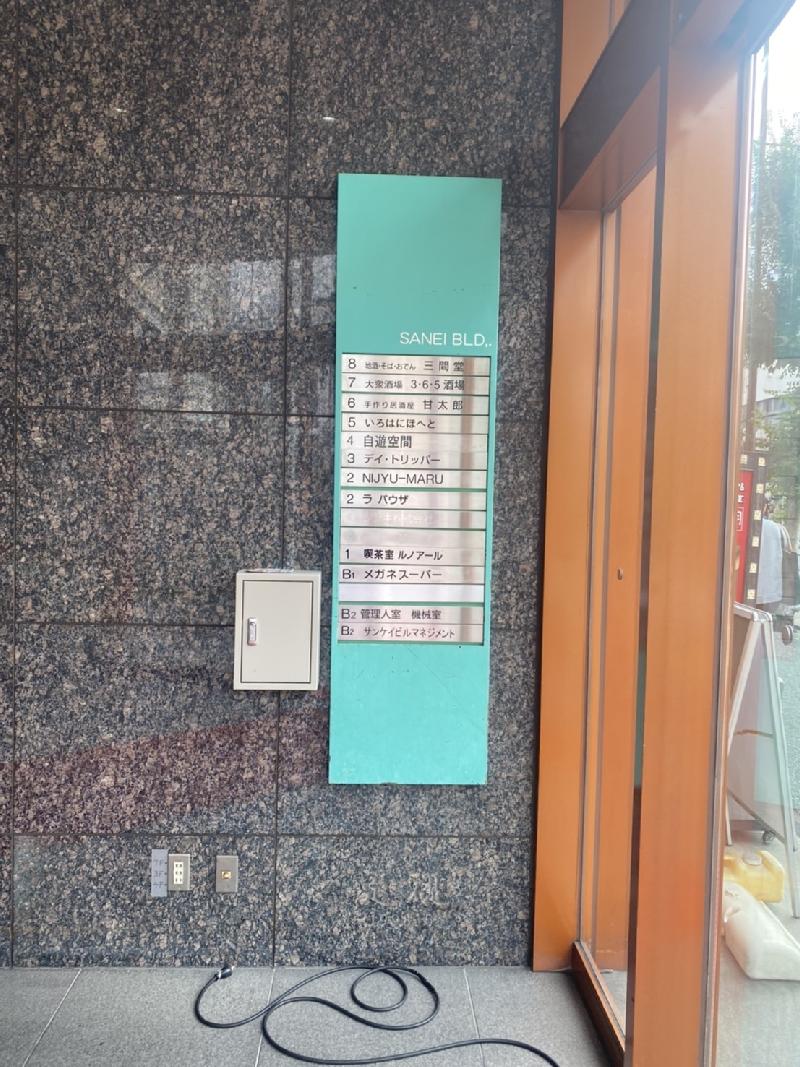 SANEI BLD,.
8 地酒・そば・おでん 三間堂
7 大衆酒場 3・6・5酒場
6 手作り居酒屋 甘太郎
5 いろはにほへと
4 自遊空間
3 デイ・トリッパー
2 NIJYU-MARU
2 ラ パウザ
1 喫茶室 ルノアール
B1 メガネスーパー
B2 管理人室 機械室
B2 サンケイビルマネジメント